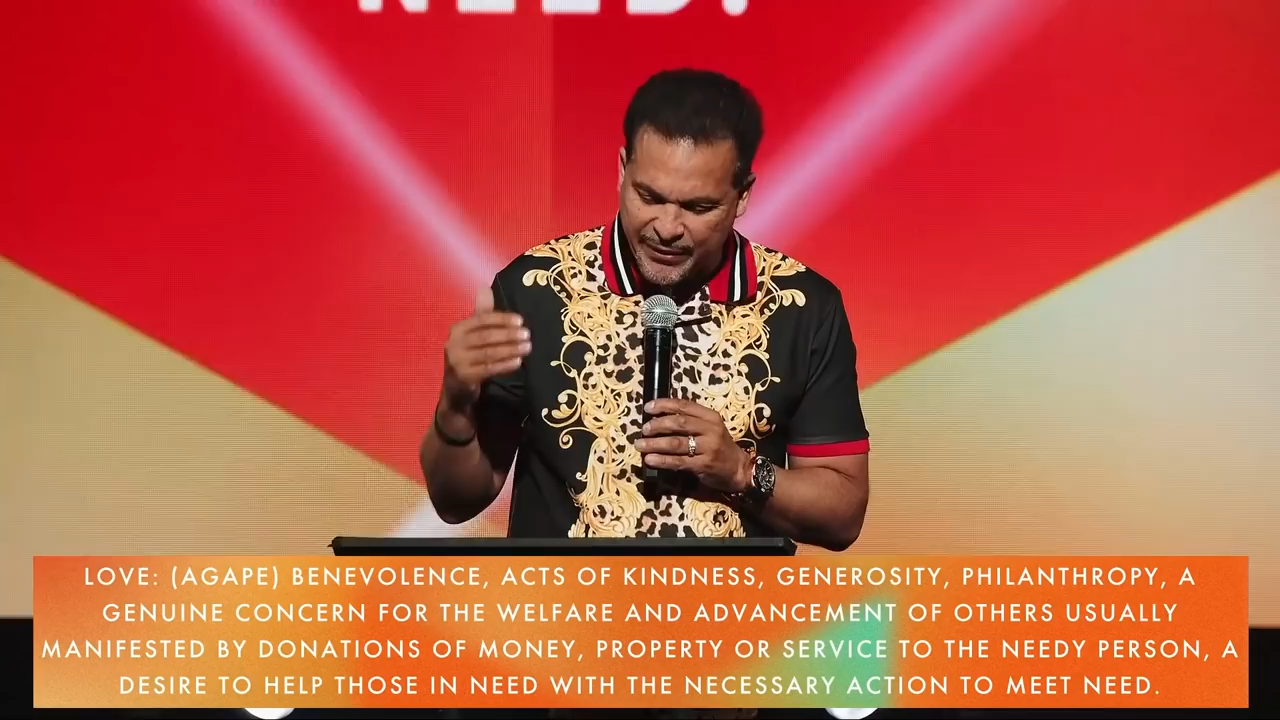 NEED.
LOVE: (AGAPE) BENEVOLENCE, ACTS OF KINDNESS, GENEROSITY, PHILANTHROPY, A
GENUINE CONCERN FOR THE WELFARE AND ADVANCEMENT OF OTHERS USUALLY
MANIFESTED BY DONATIONS OF MONEY, PROPERTY OR SERVICE TO THE NEEDY PERSON, A
DESIRE TO HELP THOSE IN NEED WITH THE NECESSARY ACTION TO MEET NEED.